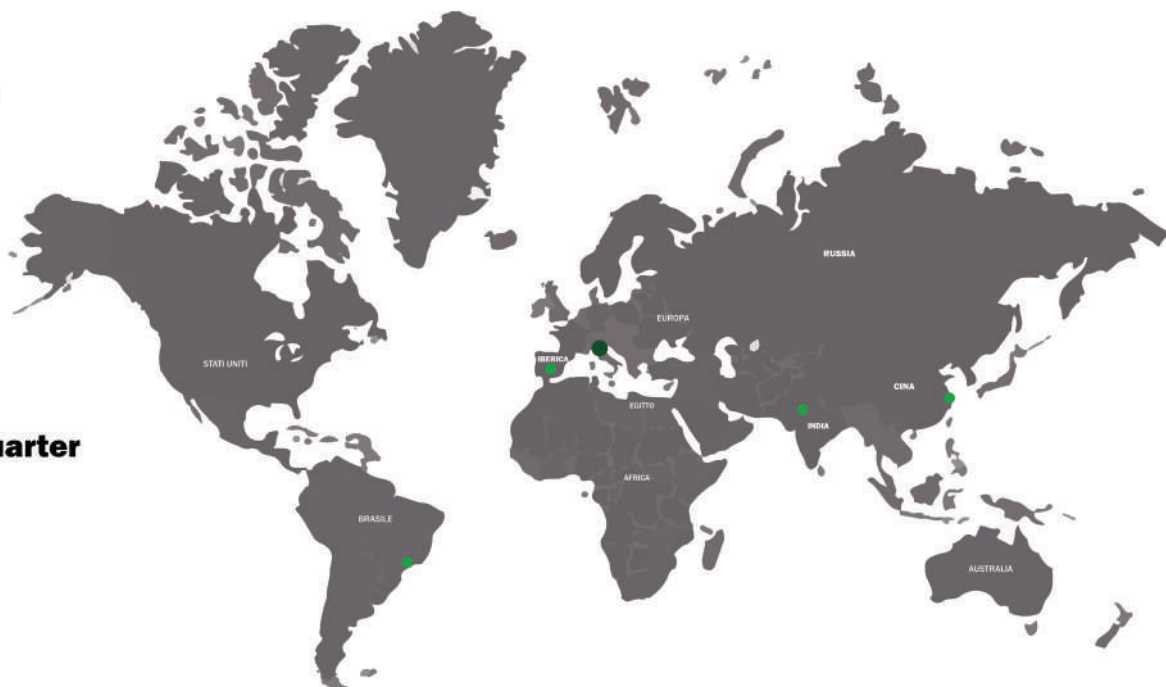 RUSSIA
EUROPA
IBERICA
STATI UNITI
CINA
EGITTO
INDIA
uarter
AFRICA
BRASILE
AUSTRALIA